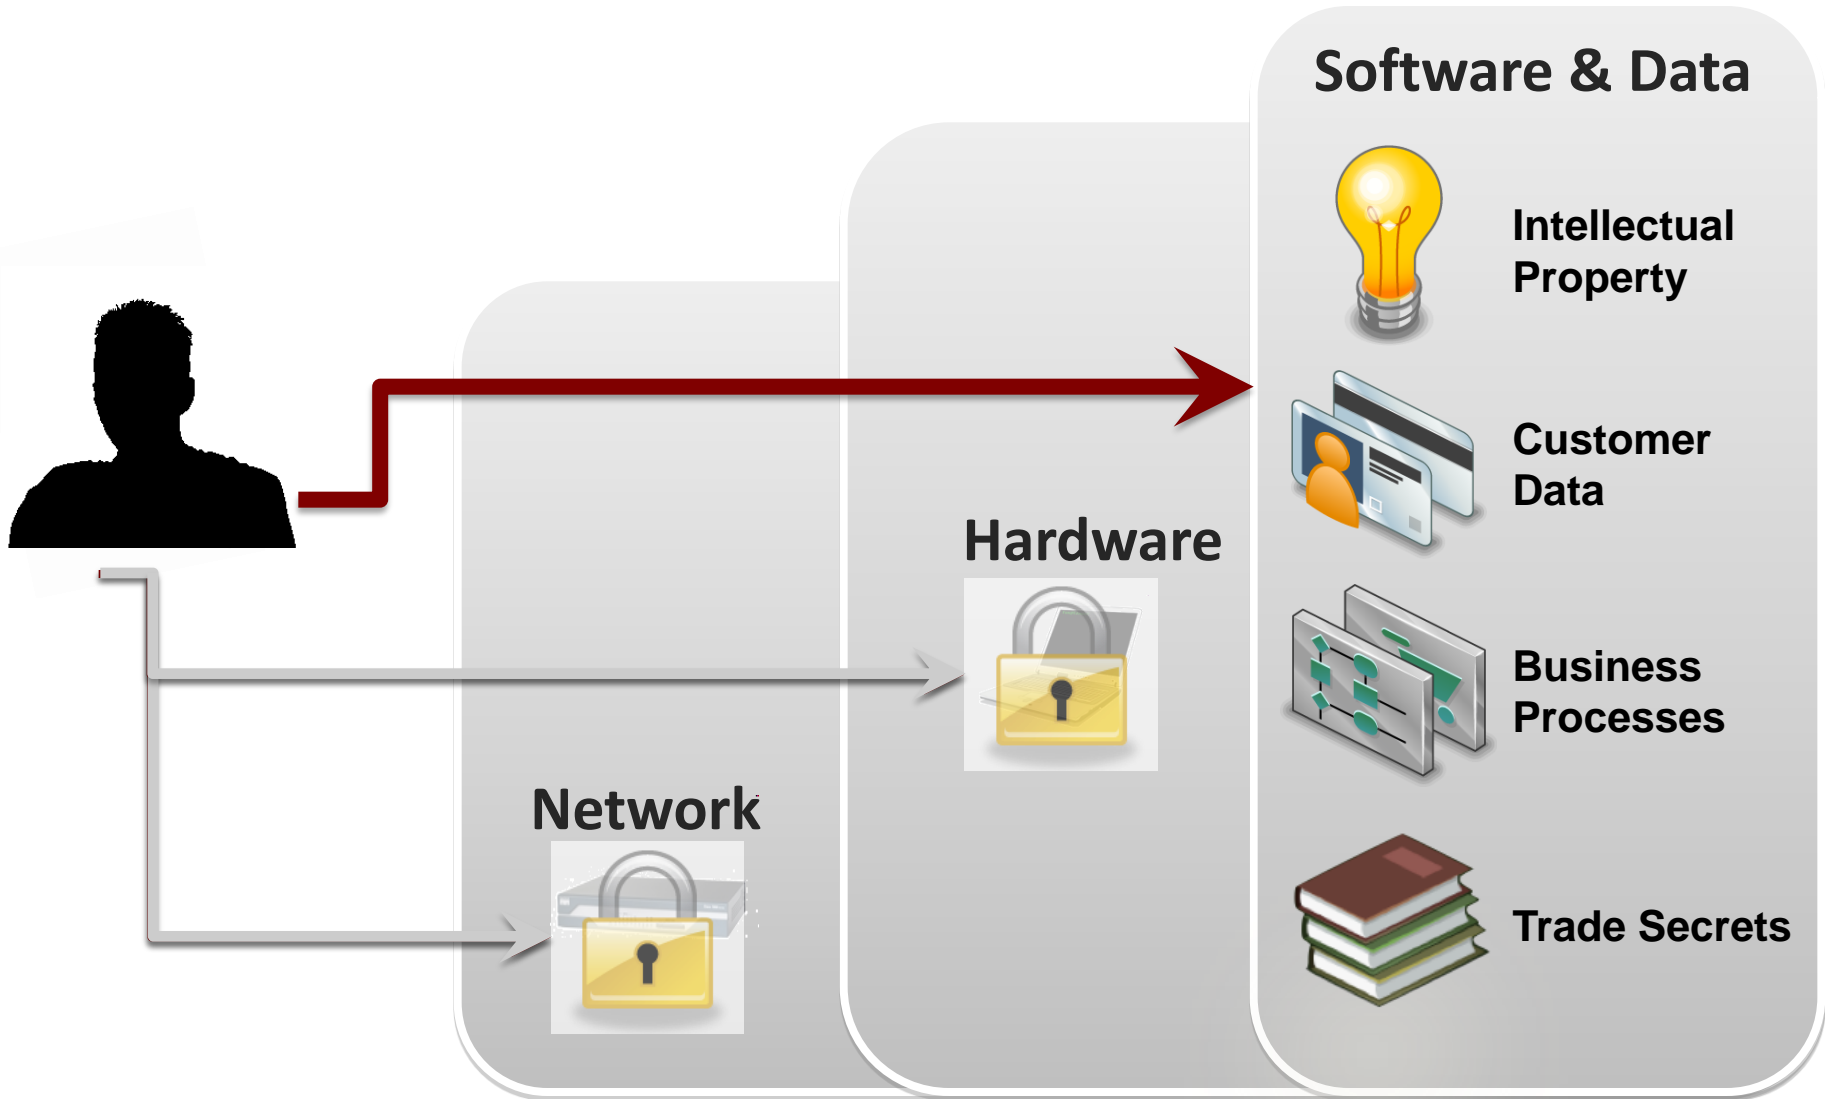 Software & Data
Intellectual
Property
Customer
Data
Hardware
Business
Processes
Network
Trade Secrets